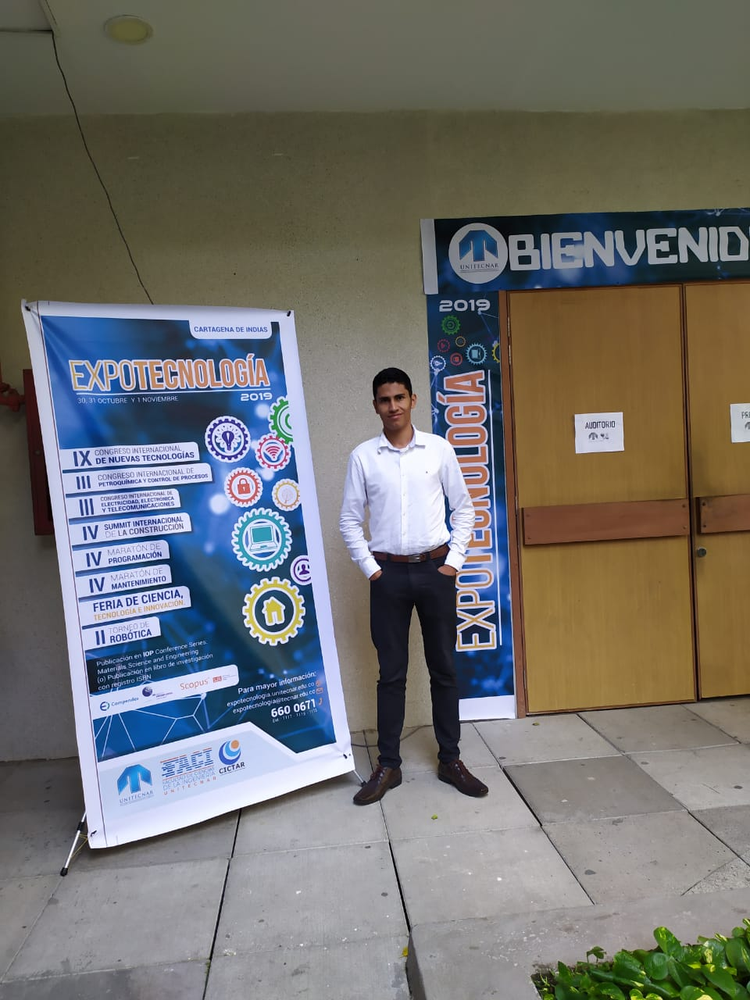 CARTAGENA DE INDIAS
EXPOTECNOLOGÍA
2019
30, 31 OCTUBRE Y 1 NOVIEMBRE
IX CONGRESO INTERNACIONAL
DE NUEVAS TECNOLOGÍAS
III CONGRESO INTERNACIONAL DE
PETROQUÍMICA Y CONTROL DE PROCESOS
III CONGRESO INTERNACIONAL DE
ELECTRICIDAD, ELECTRÓNICA
Y TELECOMUNICACIONES
IV SUMMIT INTERNACIONAL
DE LA CONSTRUCCIÓN
IV MARATÓN DE
PROGRAMACIÓN
IV MARATÓN DE
MANTENIMIENTO
FERIA DE CIENCIA,
TECNOLOGÍA E INNOVACIÓN.
II TORNEO DE
ROBÓTICA
Publicación en IOP Conference Series:
Materials Science and Engineering
(o) Publicación en libro de investigación
con registro ISBN
Compendex
Scopus
Para mayor información:
expotecnologia.unitecnar.edu.co
expotecnologia@tecnar.edu.co
660 0671
UNITECNAR
FACI
FACULTAD DE CIENCIAS
DE LA INGENIERÍA
UNITECNAR
CICTAR
UNITECNAR
BIENVENID
2019
EXPOTECNOLOGÍA
AUDITORIO